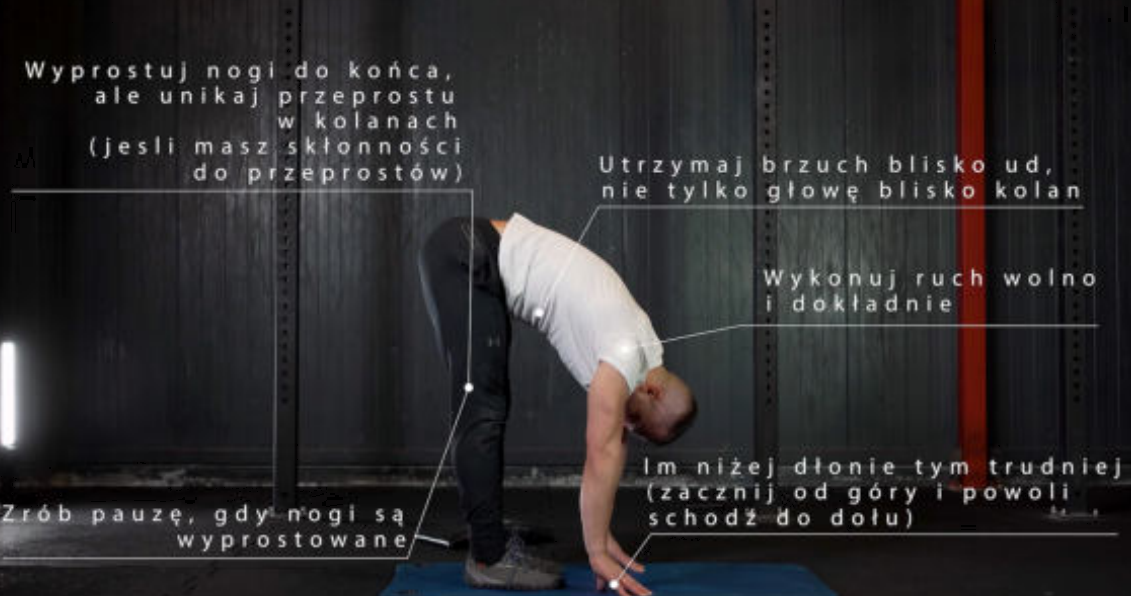 Wyprostuj nogi do końca,
ale unikaj przeprostu
w kolanach
(jesli masz skłonności
do przeprostów)
Utrzymaj brzuch blisko ud,
nie tylko głowę blisko kolan
Wykonuj ruch wolno
i dokładnie
Im niżej dłonie tym trudniej
(zacznij od góry i powoli
schodź do dołu)
Zrób pauzę, gdy nogi są
wyprostowane